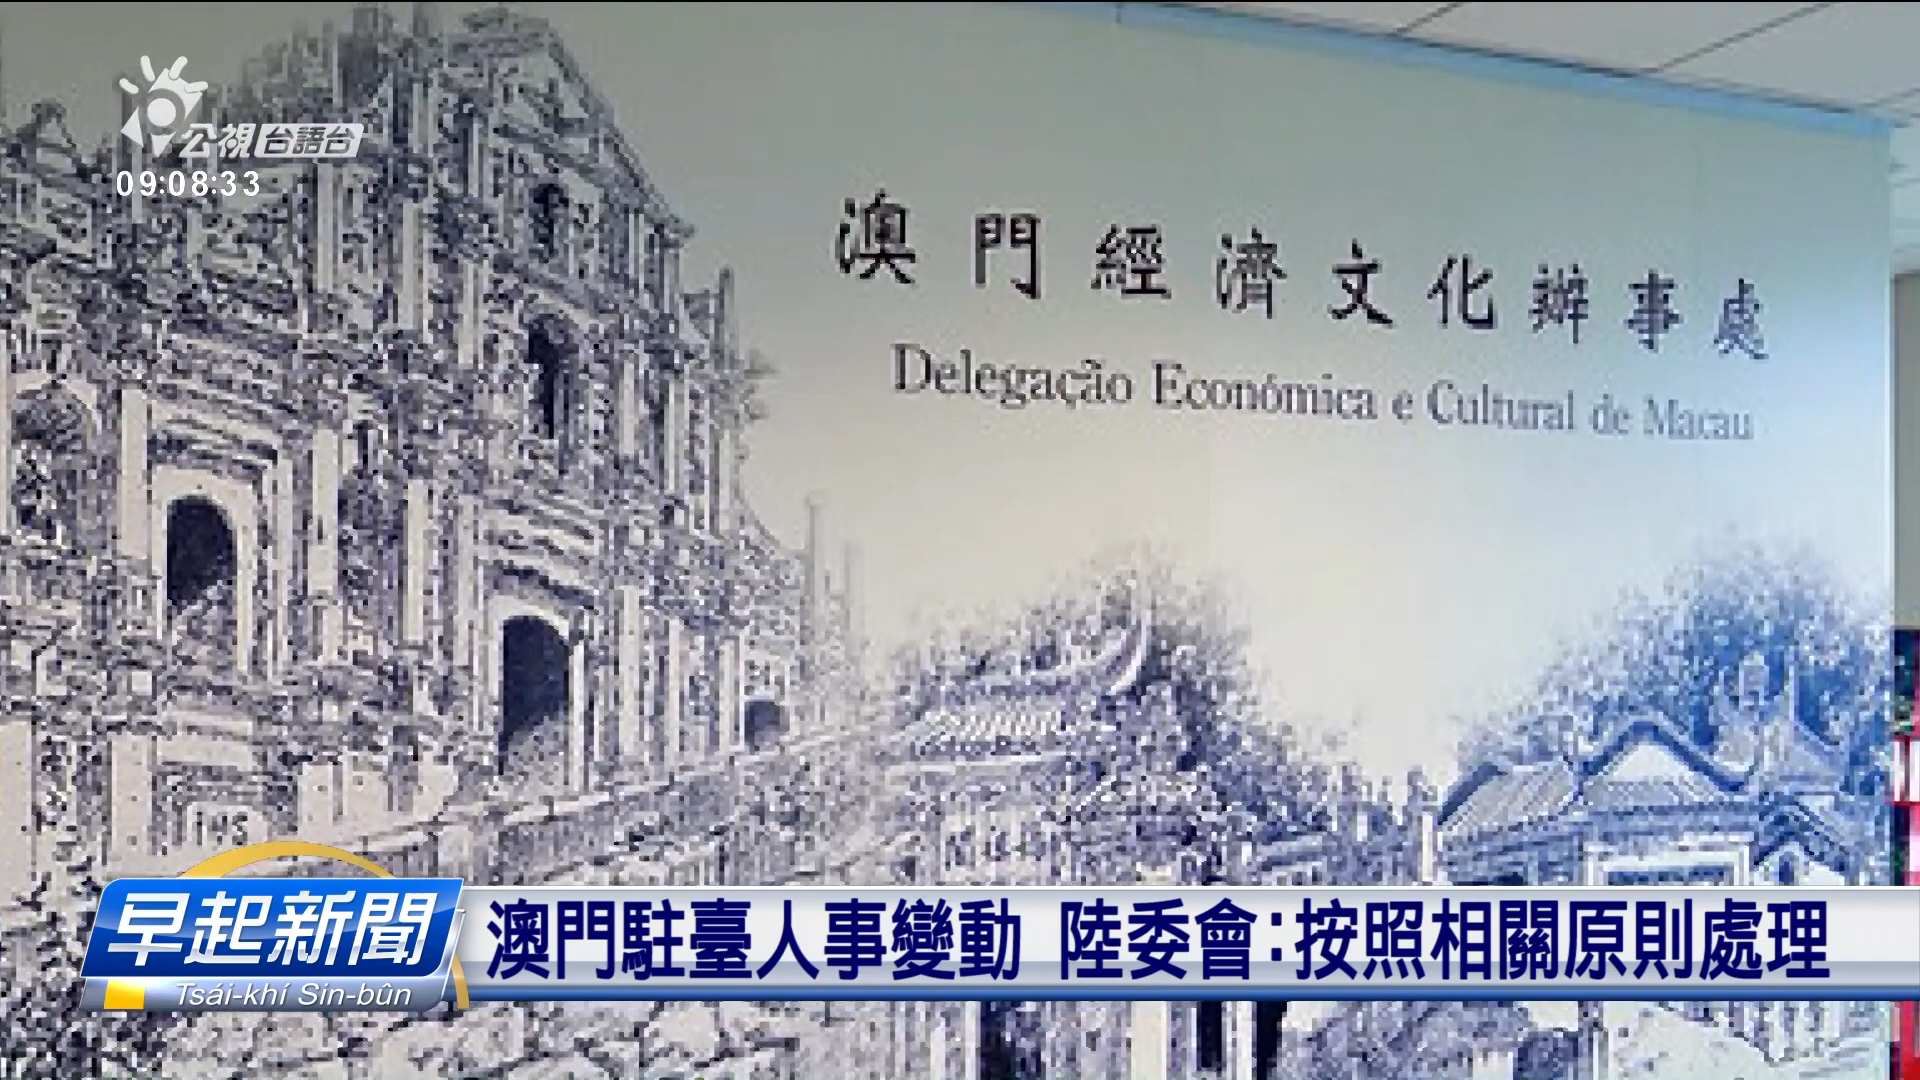 公視台語台
09:08:33
澳門經濟文化辦事處
Delegação Económica e Cultural de Macau
早起新聞
Tsái-khí Sin-bûn
澳門駐臺人事變動 陸委會:按照相關原則處理